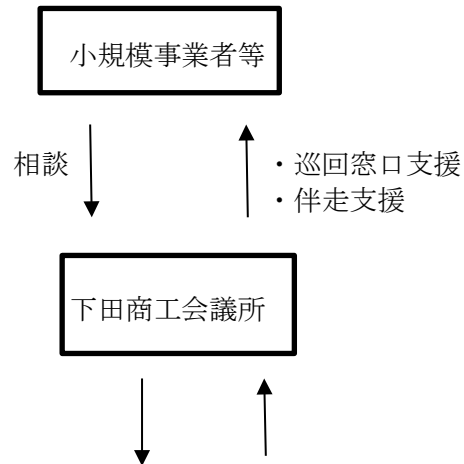 小規模事業者等
相談
・巡回窓口支援
・伴走支援
下田商工会議所